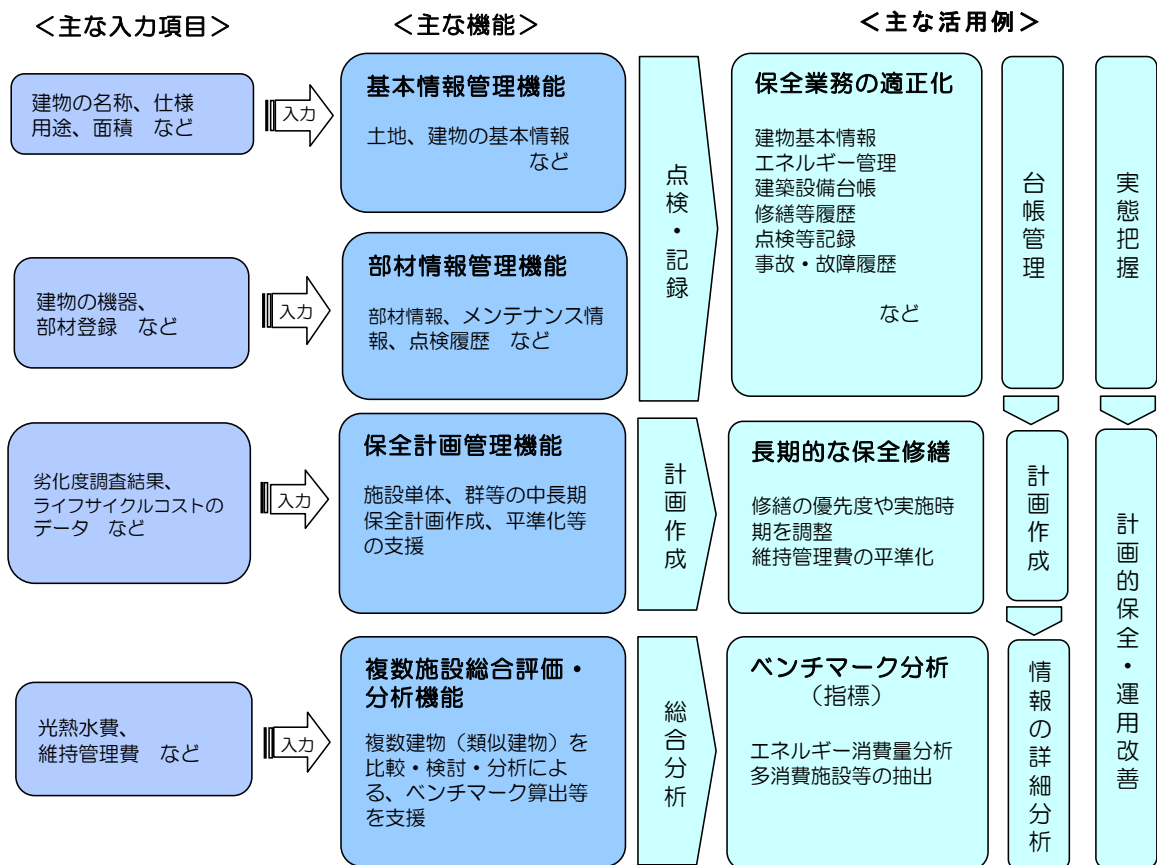 ＜主な入力項目＞
＜主な機能＞
＜主な活用例＞
建物の名称、仕様
用途、面積　など
入力
基本情報管理機能
土地、建物の基本情報
など
建物の機器、
部材登録　など
入力
部材情報管理機能
部材情報、メンテナンス情
報、点検履歴　など
点検・記録
保全業務の適正化
建物基本情報
エネルギー管理
建築設備台帳
修繕等履歴
点検等記録
事故・故障履歴
など
台帳管理
実態把握
劣化度調査結果、
ライフサイクルコストの
データ　など
入力
保全計画管理機能
施設単体、群等の中長期
保全計画作成、平準化等
の支援
計画作成
長期的な保全修繕
修繕の優先度や実施時
期を調整
維持管理費の平準化
計画作成
計画的保全・運用改善
光熱水費、
維持管理費　など
入力
複数施設総合評価・
分析機能
複数建物（類似建物）を
比較・検討・分析によ
る、ベンチマーク算出等
を支援
総合分析
ベンチマーク分析
（指標）
エネルギー消費量分析
多消費施設等の抽出
情報の詳細分析